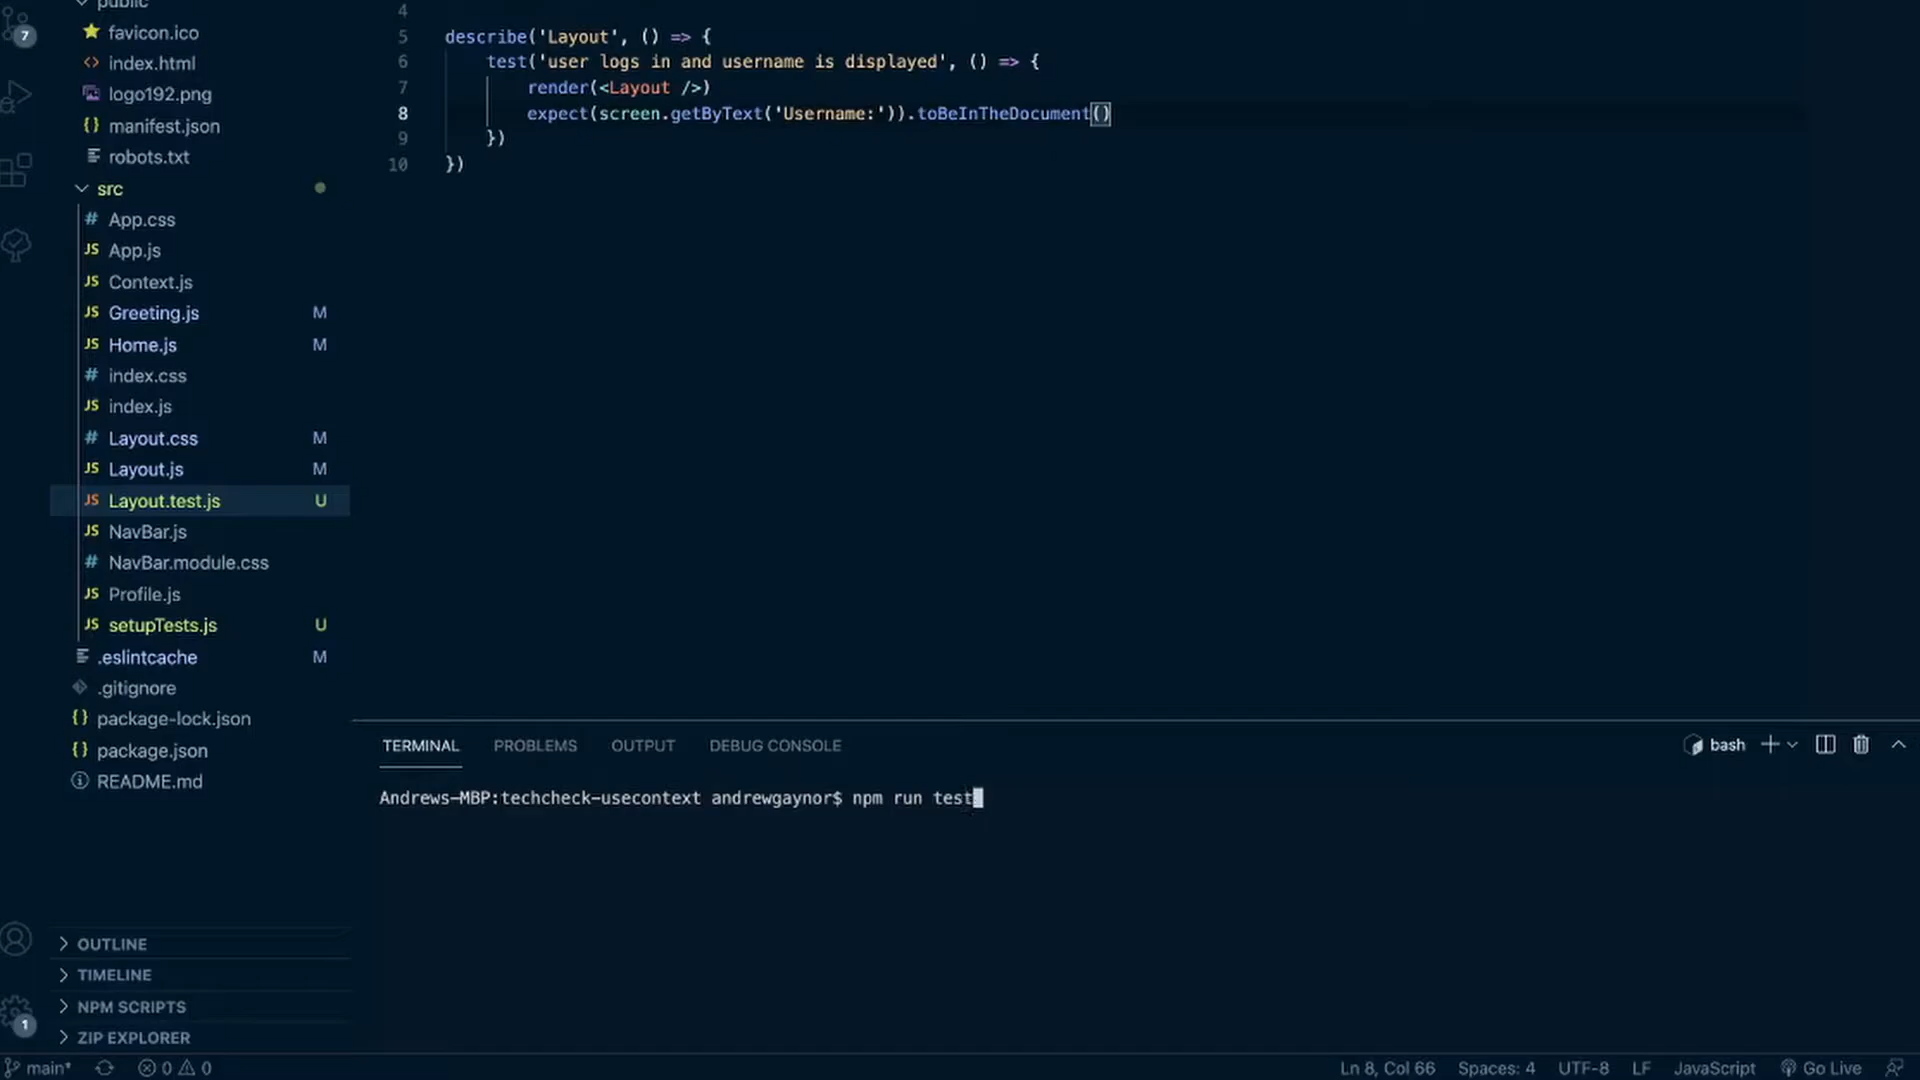 public
7
favicon.ico
index.html
logo192.png
manifest.json
robots.txt
src
App.css
App.js
Context.js
Greeting.js M
Home.js M
index.css
index.js
Layout.css M
Layout.js M
Layout.test.js U
NavBar.js
NavBar.module.css
Profile.js
setupTests.js U
.eslintcache M
.gitignore
package-lock.json
package.json
README.md
OUTLINE
TIMELINE
NPM SCRIPTS
1
ZIP EXPLORER
4
5 describe('Layout', () => {
6 test('user logs in and username is displayed', () => {
7 render(<Layout />)
8 expect(screen.getByText('Username:')).toBeInTheDocument()
9 })
10 })
TERMINAL PROBLEMS OUTPUT DEBUG CONSOLE
bash
Andrews-MBP:techcheck-usecontext andrewgaynor$ npm run test
main* 0 0 Ln 8, Col 66 Spaces: 4 UTF-8 LF JavaScript Go Live